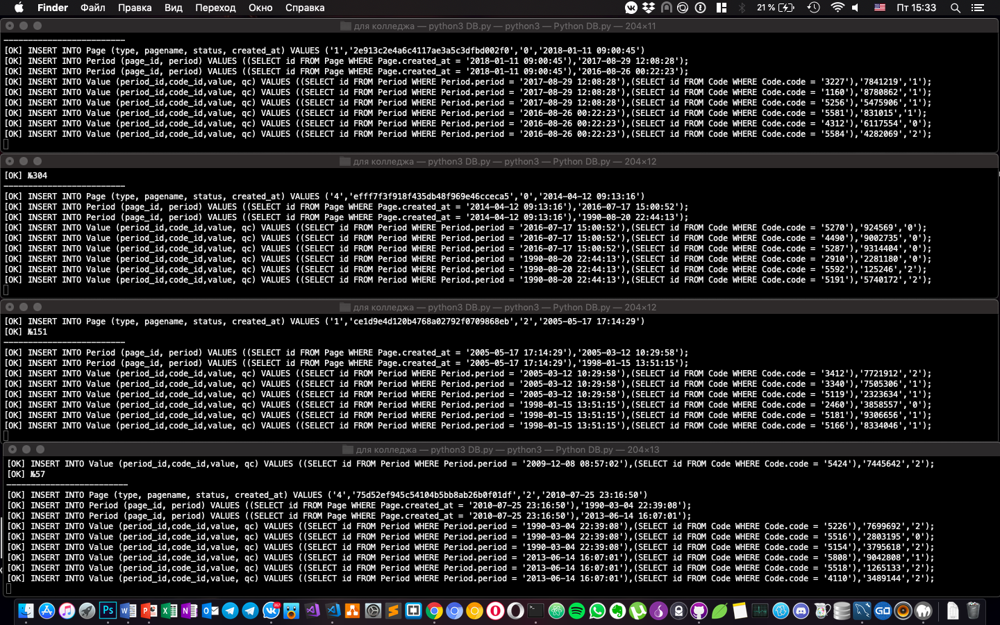 Finder Файл Правка Вид Переход Окно Справка 21 % Пт 15:33
для колледжа — python3 DB.py — python3 — Python DB.py — 204×11
--------------------------
[OK] INSERT INTO Page (type, pagename, status, created_at) VALUES ('1','2e913c2e4a6c4117ae3a5c3dfbd002f0','0','2018-01-11 09:00:45')
[OK] INSERT INTO Period (page_id, period) VALUES ((SELECT id FROM Page WHERE Page.created_at = '2018-01-11 09:00:45'),'2017-08-29 12:08:28');
[OK] INSERT INTO Period (page_id, period) VALUES ((SELECT id FROM Page WHERE Page.created_at = '2018-01-11 09:00:45'),'2016-08-26 00:22:23');
[OK] INSERT INTO Value (period_id,code_id,value, qc) VALUES ((SELECT id FROM Period WHERE Period.period = '2017-08-29 12:08:28'),(SELECT id FROM Code WHERE Code.code = '3227'),'7841219','1');
[OK] INSERT INTO Value (period_id,code_id,value, qc) VALUES ((SELECT id FROM Period WHERE Period.period = '2017-08-29 12:08:28'),(SELECT id FROM Code WHERE Code.code = '1160'),'8780862','1');
[OK] INSERT INTO Value (period_id,code_id,value, qc) VALUES ((SELECT id FROM Period WHERE Period.period = '2017-08-29 12:08:28'),(SELECT id FROM Code WHERE Code.code = '5256'),'5475906','1');
[OK] INSERT INTO Value (period_id,code_id,value, qc) VALUES ((SELECT id FROM Period WHERE Period.period = '2016-08-26 00:22:23'),(SELECT id FROM Code WHERE Code.code = '5581'),'831015','1');
[OK] INSERT INTO Value (period_id,code_id,value, qc) VALUES ((SELECT id FROM Period WHERE Period.period = '2016-08-26 00:22:23'),(SELECT id FROM Code WHERE Code.code = '4312'),'6117554','0');
[OK] INSERT INTO Value (period_id,code_id,value, qc) VALUES ((SELECT id FROM Period WHERE Period.period = '2016-08-26 00:22:23'),(SELECT id FROM Code WHERE Code.code = '5584'),'4282069','2');
для колледжа — python3 DB.py — python3 — Python DB.py — 204×12
[OK] №304
--------------------------
[OK] INSERT INTO Page (type, pagename, status, created_at) VALUES ('4','efff7f3f918f435db48f969e46cceca5','0','2014-04-12 09:13:16')
[OK] INSERT INTO Period (page_id, period) VALUES ((SELECT id FROM Page WHERE Page.created_at = '2014-04-12 09:13:16'),'2016-07-17 15:00:52');
[OK] INSERT INTO Period (page_id, period) VALUES ((SELECT id FROM Page WHERE Page.created_at = '2014-04-12 09:13:16'),'1990-08-20 22:44:13');
[OK] INSERT INTO Value (period_id,code_id,value, qc) VALUES ((SELECT id FROM Period WHERE Period.period = '2016-07-17 15:00:52'),(SELECT id FROM Code WHERE Code.code = '5270'),'924569','0');
[OK] INSERT INTO Value (period_id,code_id,value, qc) VALUES ((SELECT id FROM Period WHERE Period.period = '2016-07-17 15:00:52'),(SELECT id FROM Code WHERE Code.code = '4490'),'9002735','0');
[OK] INSERT INTO Value (period_id,code_id,value, qc) VALUES ((SELECT id FROM Period WHERE Period.period = '2016-07-17 15:00:52'),(SELECT id FROM Code WHERE Code.code = '5287'),'9314404','0');
[OK] INSERT INTO Value (period_id,code_id,value, qc) VALUES ((SELECT id FROM Period WHERE Period.period = '1990-08-20 22:44:13'),(SELECT id FROM Code WHERE Code.code = '2910'),'2281180','0');
[OK] INSERT INTO Value (period_id,code_id,value, qc) VALUES ((SELECT id FROM Period WHERE Period.period = '1990-08-20 22:44:13'),(SELECT id FROM Code WHERE Code.code = '5592'),'125246','2');
[OK] INSERT INTO Value (period_id,code_id,value, qc) VALUES ((SELECT id FROM Period WHERE Period.period = '1990-08-20 22:44:13'),(SELECT id FROM Code WHERE Code.code = '5191'),'5740172','2');
для колледжа — python3 DB.py — python3 — Python DB.py — 204×12
[OK] INSERT INTO Page (type, pagename, status, created_at) VALUES ('1','ce1d9e4d120b4768a02792f0709868eb','2','2005-05-17 17:14:29')
[OK] №151
--------------------------
[OK] INSERT INTO Period (page_id, period) VALUES ((SELECT id FROM Page WHERE Page.created_at = '2005-05-17 17:14:29'),'2005-03-12 10:29:58');
[OK] INSERT INTO Period (page_id, period) VALUES ((SELECT id FROM Page WHERE Page.created_at = '2005-05-17 17:14:29'),'1998-01-15 13:51:15');
[OK] INSERT INTO Value (period_id,code_id,value, qc) VALUES ((SELECT id FROM Period WHERE Period.period = '2005-03-12 10:29:58'),(SELECT id FROM Code WHERE Code.code = '3412'),'7721912','2');
[OK] INSERT INTO Value (period_id,code_id,value, qc) VALUES ((SELECT id FROM Period WHERE Period.period = '2005-03-12 10:29:58'),(SELECT id FROM Code WHERE Code.code = '3340'),'7505306','1');
[OK] INSERT INTO Value (period_id,code_id,value, qc) VALUES ((SELECT id FROM Period WHERE Period.period = '2005-03-12 10:29:58'),(SELECT id FROM Code WHERE Code.code = '5119'),'2323634','1');
[OK] INSERT INTO Value (period_id,code_id,value, qc) VALUES ((SELECT id FROM Period WHERE Period.period = '1998-01-15 13:51:15'),(SELECT id FROM Code WHERE Code.code = '2460'),'3858557','0');
[OK] INSERT INTO Value (period_id,code_id,value, qc) VALUES ((SELECT id FROM Period WHERE Period.period = '1998-01-15 13:51:15'),(SELECT id FROM Code WHERE Code.code = '5181'),'9306656','1');
[OK] INSERT INTO Value (period_id,code_id,value, qc) VALUES ((SELECT id FROM Period WHERE Period.period = '1998-01-15 13:51:15'),(SELECT id FROM Code WHERE Code.code = '5166'),'8334046','1');
для колледжа — python3 DB.py — python3 — Python DB.py — 204×13
[OK] INSERT INTO Value (period_id,code_id,value, qc) VALUES ((SELECT id FROM Period WHERE Period.period = '2009-12-08 08:57:02'),(SELECT id FROM Code WHERE Code.code = '5424'),'7445642','2');
[OK] №57
--------------------------
[OK] INSERT INTO Page (type, pagename, status, created_at) VALUES ('4','75d52ef945c54104b5bb8ab26b0f01df','2','2010-07-25 23:16:50')
[OK] INSERT INTO Period (page_id, period) VALUES ((SELECT id FROM Page WHERE Page.created_at = '2010-07-25 23:16:50'),'1990-03-04 22:39:08');
[OK] INSERT INTO Period (page_id, period) VALUES ((SELECT id FROM Page WHERE Page.created_at = '2010-07-25 23:16:50'),'2013-06-14 16:07:01');
[OK] INSERT INTO Value (period_id,code_id,value, qc) VALUES ((SELECT id FROM Period WHERE Period.period = '1990-03-04 22:39:08'),(SELECT id FROM Code WHERE Code.code = '5226'),'7699692','2');
[OK] INSERT INTO Value (period_id,code_id,value, qc) VALUES ((SELECT id FROM Period WHERE Period.period = '1990-03-04 22:39:08'),(SELECT id FROM Code WHERE Code.code = '5516'),'2803195','0');
[OK] INSERT INTO Value (period_id,code_id,value, qc) VALUES ((SELECT id FROM Period WHERE Period.period = '1990-03-04 22:39:08'),(SELECT id FROM Code WHERE Code.code = '5154'),'3795618','2');
[OK] INSERT INTO Value (period_id,code_id,value, qc) VALUES ((SELECT id FROM Period WHERE Period.period = '2013-06-14 16:07:01'),(SELECT id FROM Code WHERE Code.code = '5808'),'9042808','1');
[OK] INSERT INTO Value (period_id,code_id,value, qc) VALUES ((SELECT id FROM Period WHERE Period.period = '2013-06-14 16:07:01'),(SELECT id FROM Code WHERE Code.code = '5518'),'1265133','2');
[OK] INSERT INTO Value (period_id,code_id,value, qc) VALUES ((SELECT id FROM Period WHERE Period.period = '2013-06-14 16:07:01'),(SELECT id FROM Code WHERE Code.code = '4110'),'3489144','2');
Ps GO